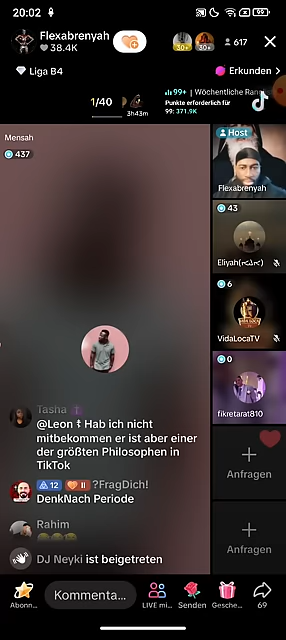 20:02
99
Flexabrenyah
38.4K
30+
30+
617
Liga B4
Erkunden
1/40
3h43m
99+ | Wöchentliche Ran
Punkte erforderlich für
99: 371.9K
Mensah
437
Host
Flexabrenyah
43
6
VidaLocaTV
0
fikretarat810
Anfragen
Anfragen
Tasha
@Leon Hab ich nicht
mitbekommen er ist aber einer
der größten Philosophen in
TikTok
12
II
?FragDich!
DenkNach Periode
Rahim
DJ Neyki ist beigetreten
Abonn...
Kommenta...
LIVE mi...
Senden
Gesche...
69